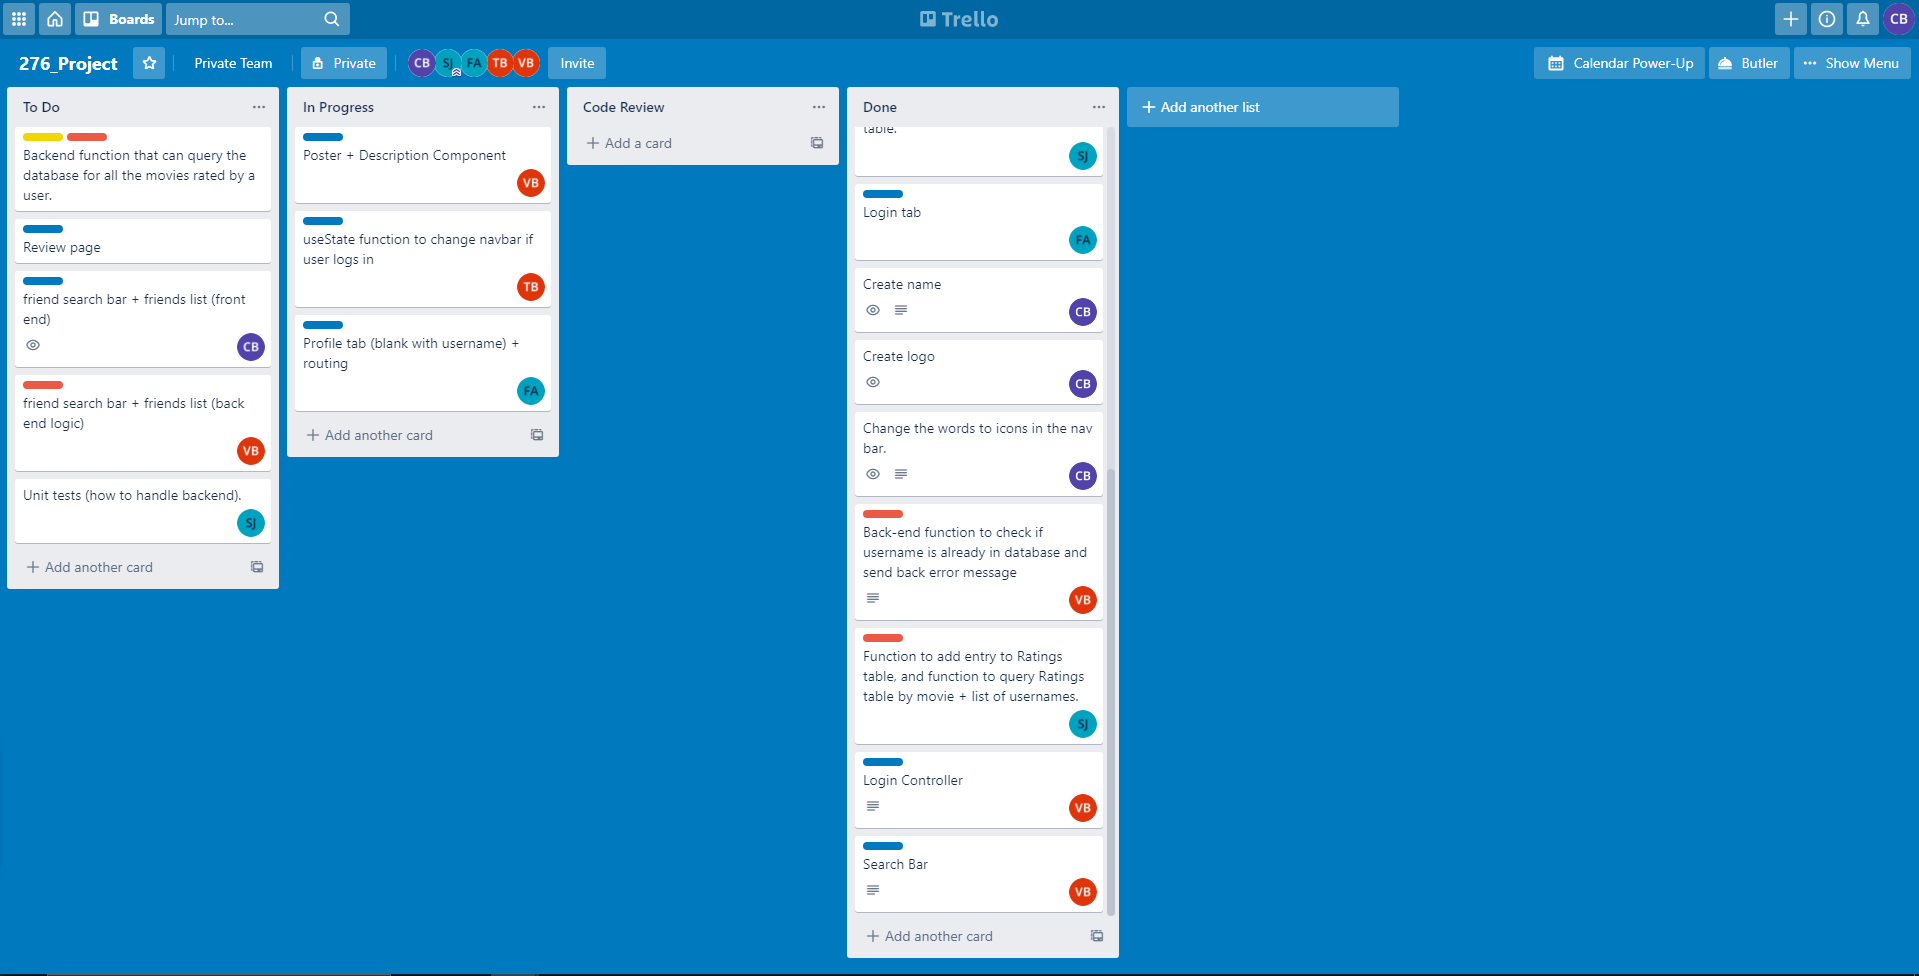 Boards
Jump to...
Trello
CB
276_Project
Private Team
Private
CB SJ FA TB VB
Invite
Calendar Power-Up
Butler
Show Menu
To Do
Backend function that can query the
database for all the movies rated by a
user.
Review page
friend search bar + friends list (front
end)
CB
friend search bar + friends list (back
end logic)
VB
Unit tests (how to handle backend).
SJ
Add another card
In Progress
Poster + Description Component
VB
useState function to change navbar if
user logs in
TB
Profile tab (blank with username) +
routing
FA
Add another card
Code Review
Add a card
Done
table.
SJ
Login tab
FA
Create name
CB
Create logo
CB
Change the words to icons in the nav
bar.
CB
Back-end function to check if
username is already in database and
send back error message
VB
Function to add entry to Ratings
table, and function to query Ratings
table by movie + list of usernames.
SJ
Login Controller
VB
Search Bar
VB
Add another card
Add another list